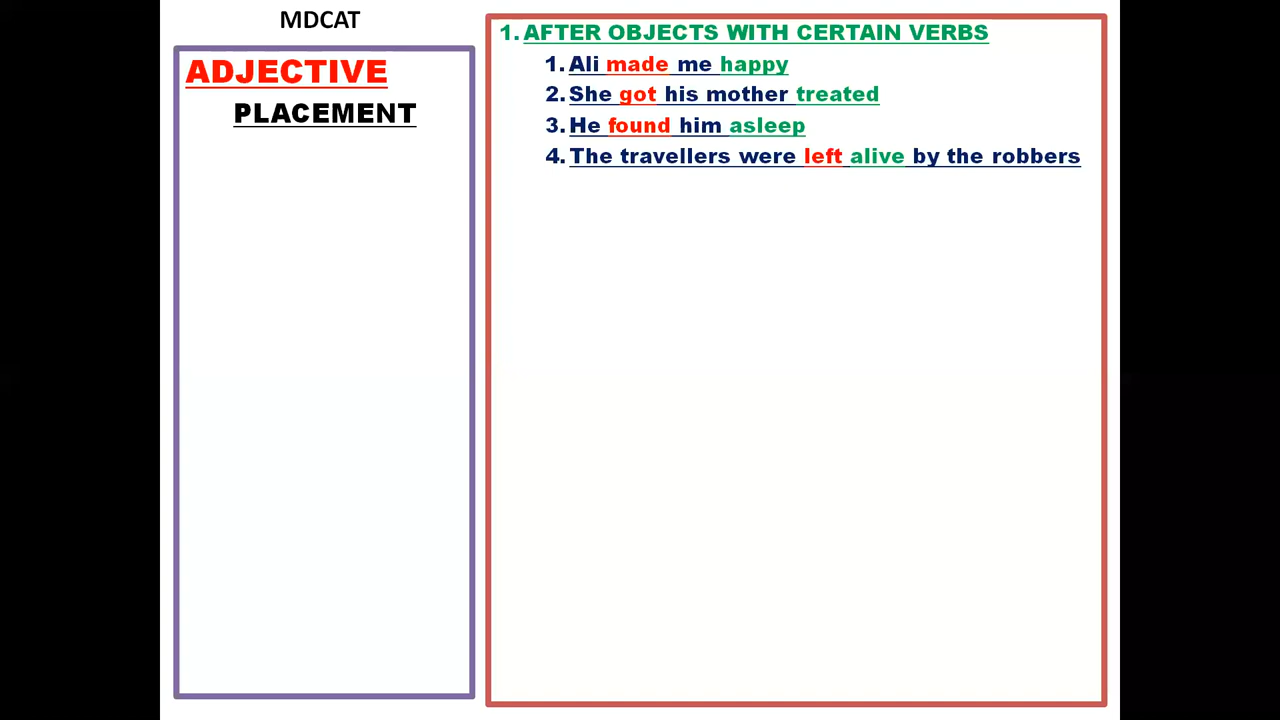 MDCAT
ADJECTIVE
PLACEMENT
1. AFTER OBJECTS WITH CERTAIN VERBS
1. Ali made me happy
2. She got his mother treated
3. He found him asleep
4. The travellers were left alive by the robbers